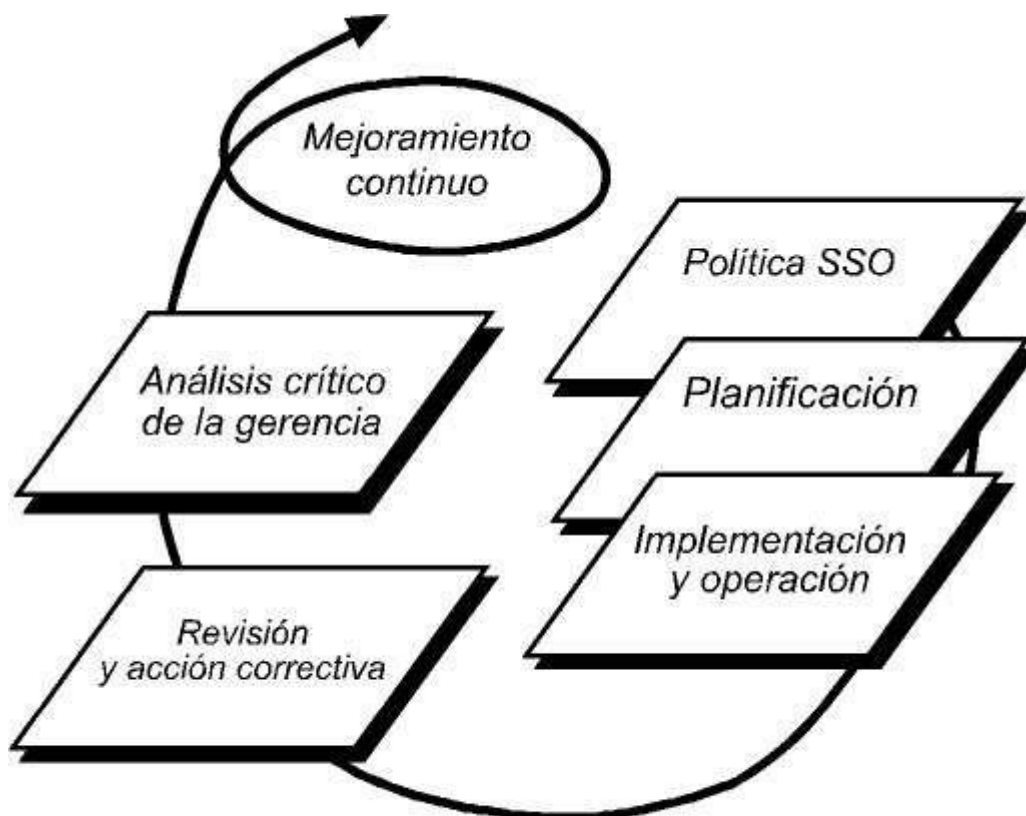 Mejoramiento
continuo
Política SSO
Planificación
Implementación
y operación
Análisis crítico
de la gerencia
Revisión
y acción correctiva